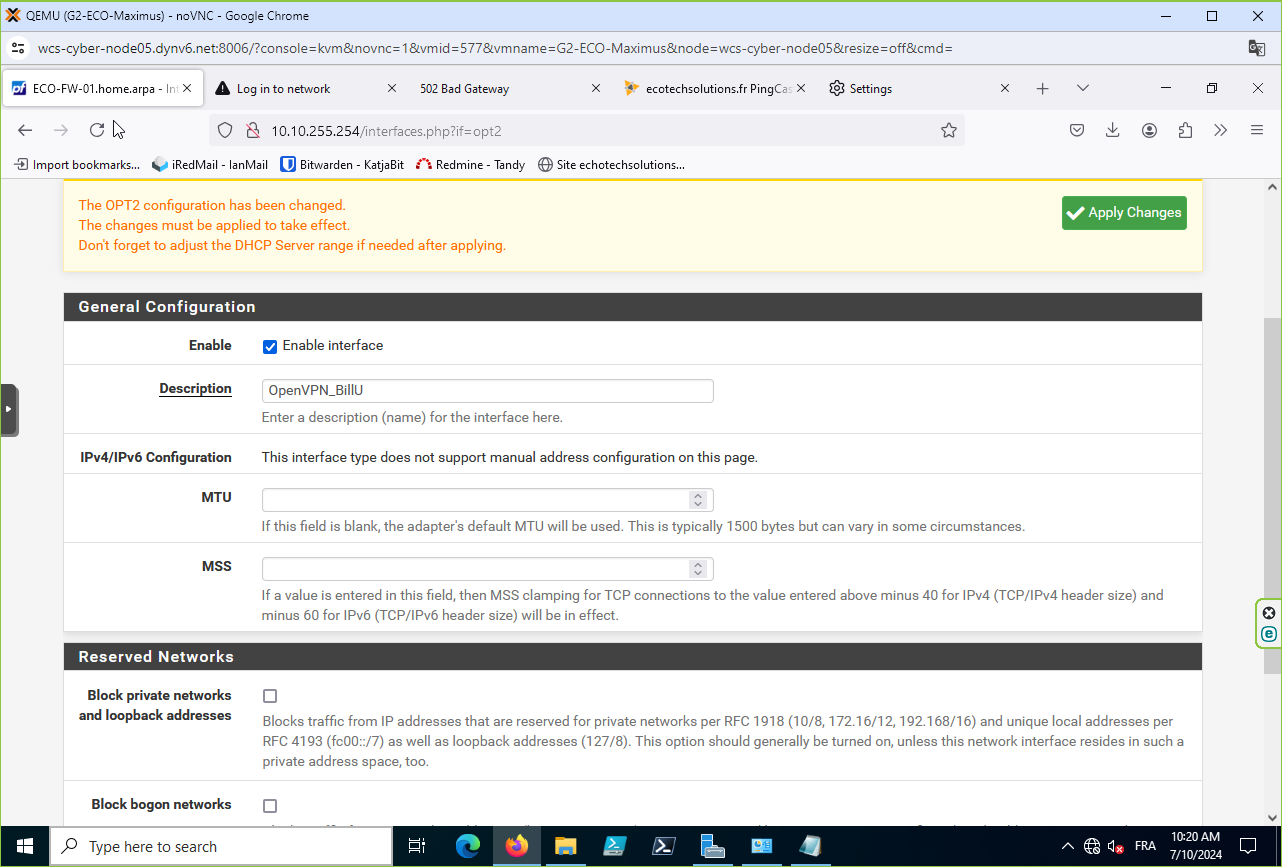 QEMU (G2-ECO-Maximus) - noVNC - Google Chrome
wcs-cyber-node05.dynv6.net:8006/?console=kvm&novnc=1&vmid=577&vmname=G2-ECO-Maximus&node=wcs-cyber-node05&resize=off&cmd=
ECO-FW-01.home.arpa - Int
Log in to network
502 Bad Gateway
ecotechsolutions.fr PingCas
Settings
10.10.255.254/interfaces.php?if=opt2
Import bookmarks...
iRedMail - IanMail
Bitwarden - KatjaBit
Redmine - Tandy
Site echotechsolutions...
The OPT2 configuration has been changed.
The changes must be applied to take effect.
Don't forget to adjust the DHCP Server range if needed after applying.
Apply Changes
General Configuration
Enable
Enable interface
Description
OpenVPN_BillU
Enter a description (name) for the interface here.
IPv4/IPv6 Configuration
This interface type does not support manual address configuration on this page.
MTU
If this field is blank, the adapter's default MTU will be used. This is typically 1500 bytes but can vary in some circumstances.
MSS
If a value is entered in this field, then MSS clamping for TCP connections to the value entered above minus 40 for IPv4 (TCP/IPv4 header size) and
minus 60 for IPv6 (TCP/IPv6 header size) will be in effect.
Reserved Networks
Block private networks
and loopback addresses
Blocks traffic from IP addresses that are reserved for private networks per RFC 1918 (10/8, 172.16/12, 192.168/16) and unique local addresses per
RFC 4193 (fc00::/7) as well as loopback addresses (127/8). This option should generally be turned on, unless this network interface resides in such a
private address space, too.
Block bogon networks
Type here to search
FRA
10:20 AM
7/10/2024